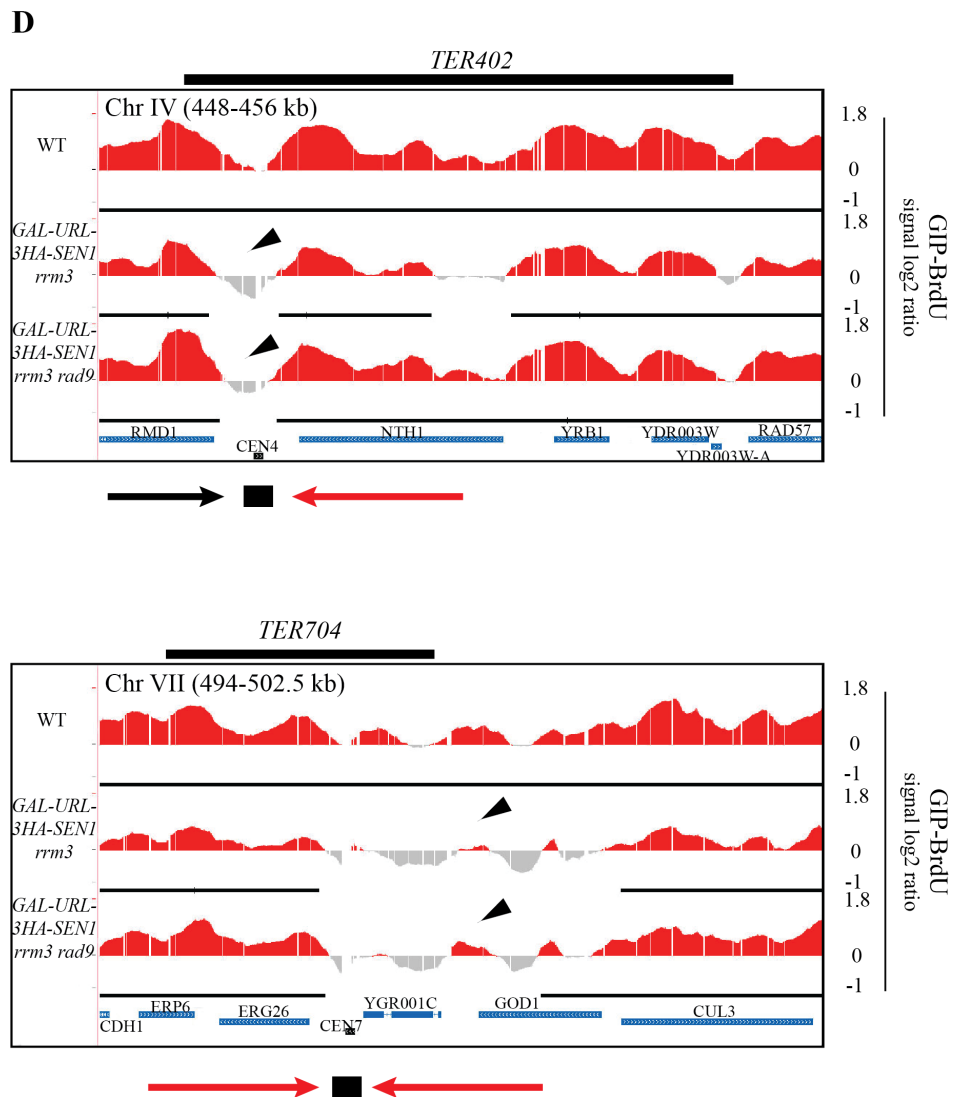 D
TER402
Chr IV (448-456 kb)
WT
1.8
0
-1
GAL-URL-
3HA-SEN1
rrm3
1.8
0
-1
GAL-URL-
3HA-SEN1
rrm3 rad9
1.8
0
-1
GIP-BrdU
signal log2 ratio
RMD1
CEN4
NTH1
YRB1
YDR003W
YDR003W-A
RAD57
TER704
Chr VII (494-502.5 kb)
WT
1.8
0
-1
GAL-URL-
3HA-SEN1
rrm3
1.8
0
-1
GAL-URL-
3HA-SEN1
rrm3 rad9
1.8
0
-1
GIP-BrdU
signal log2 ratio
CDH1
ERP6
ERG26
CEN7
YGR001C
GOD1
CUL3